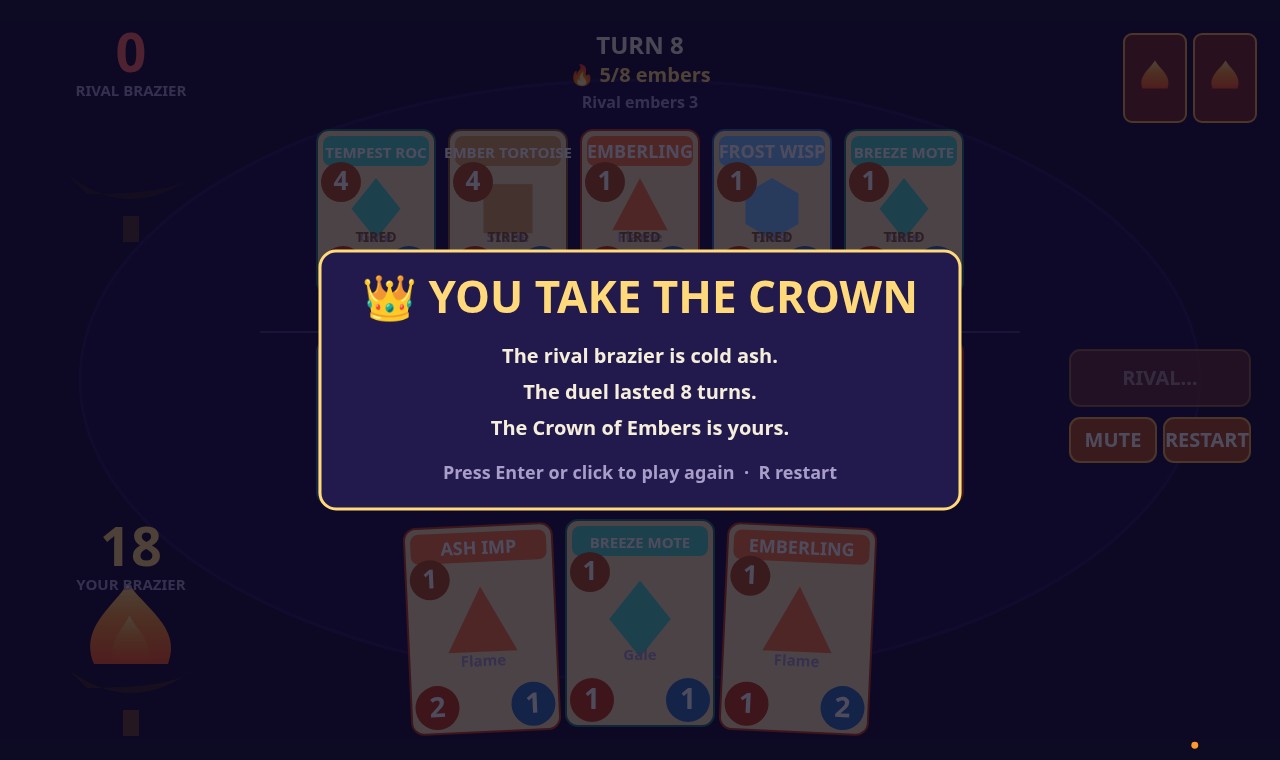 0
RIVAL BRAZIER
TURN 8
🔥 5/8 embers
Rival embers 3
TEMPEST ROC
4
TIRED
EMBER TORTOISE
4
TIRED
EMBERLING
1
TIRED
FROST WISP
1
TIRED
BREEZE MOTE
1
TIRED
👑 YOU TAKE THE CROWN
The rival brazier is cold ash.
The duel lasted 8 turns.
The Crown of Embers is yours.
Press Enter or click to play again · R restart
RIVAL...
MUTE
RESTART
18
YOUR BRAZIER
ASH IMP
1
Flame
2
1
BREEZE MOTE
1
Gale
1
1
EMBERLING
1
Flame
1
2